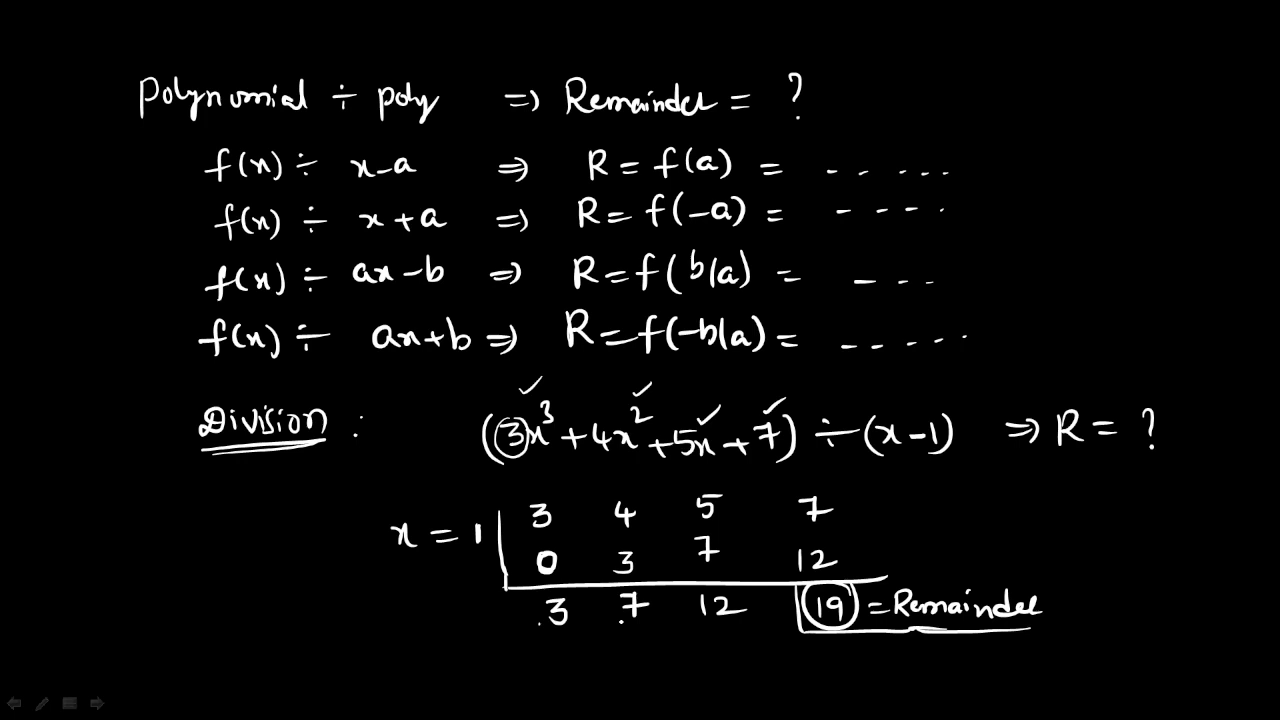 Polynomial ÷ poly ⇒ Remainder = ?
f(x) ÷ x-a ⇒ R = f(a) = - - - - - -
f(x) ÷ x+a ⇒ R = f(-a) = - - - - -
f(x) ÷ ax-b ⇒ R = f(b/a) = - - -
f(x) ÷ ax+b ⇒ R = f(-b/a) = - - - - - -
Division : (3x³ + 4x² + 5x + 7) ÷ (x-1) ⇒ R = ?
3 4 5 7
x = 1 0 3 7 12
3 7 12 19 = Remainder